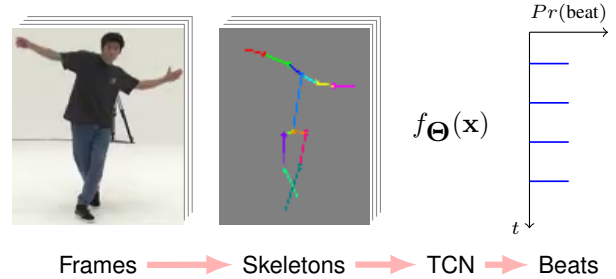 Pr(beat)
f_Θ(x)
t
Frames Skeletons TCN Beats